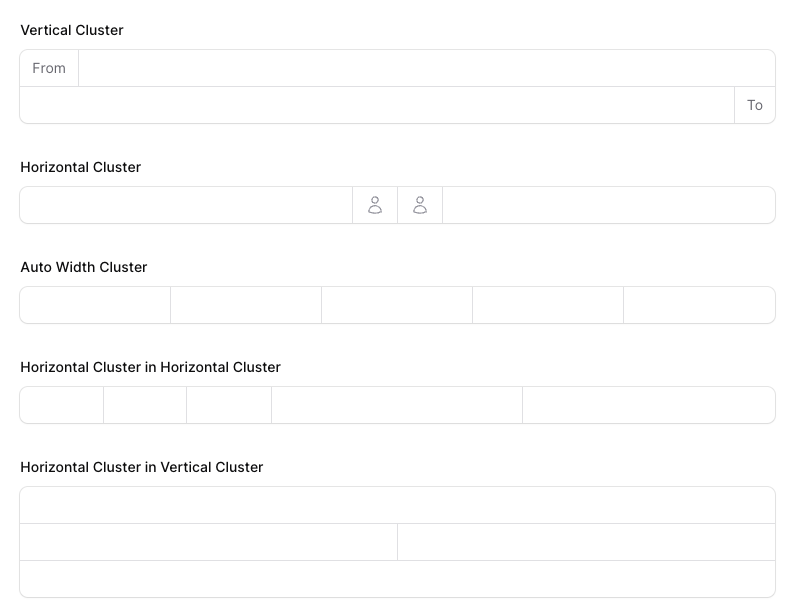 Vertical Cluster
From
To
Horizontal Cluster
Auto Width Cluster
Horizontal Cluster in Horizontal Cluster
Horizontal Cluster in Vertical Cluster